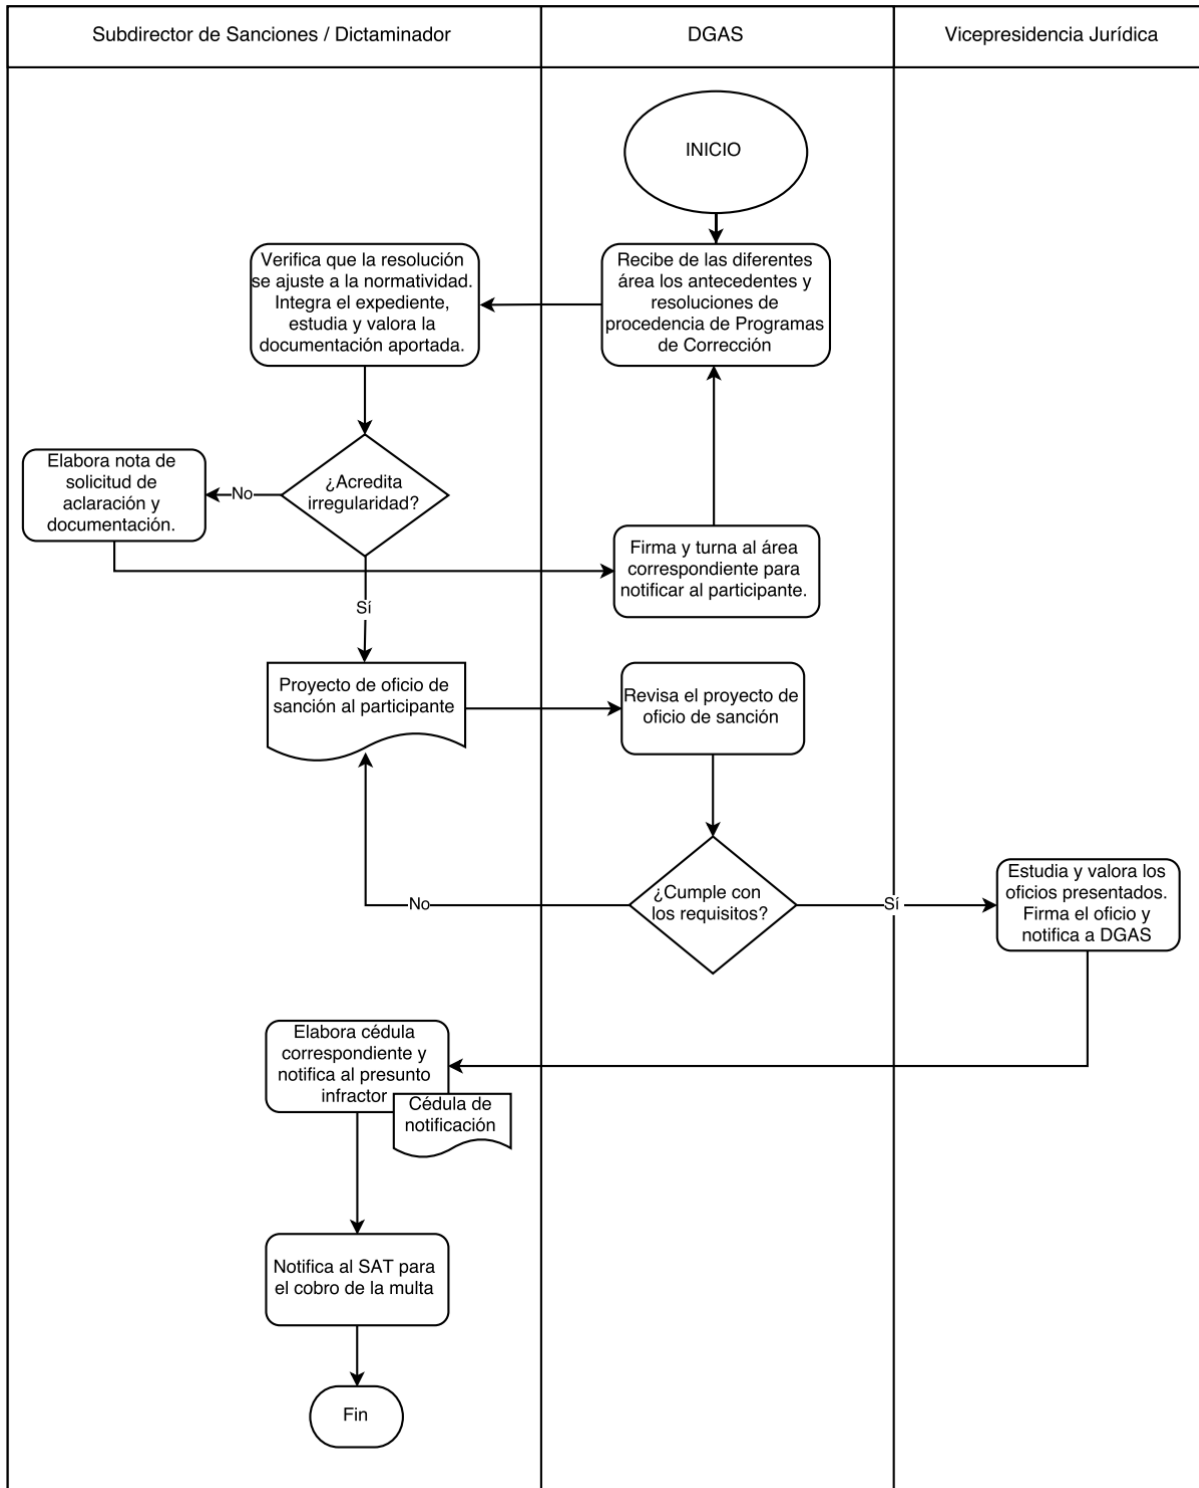 Subdirector de Sanciones / Dictaminador
DGAS
Vicepresidencia Jurídica
INICIO
Recibe de las diferentes
área los antecedentes y
resoluciones de
procedencia de Programas
de Corrección
Verifica que la resolución
se ajuste a la normatividad.
Integra el expediente,
estudia y valora la
documentación aportada.
¿Acredita
irregularidad?
No
Elabora nota de
solicitud de
aclaración y
documentación.
Firma y turna al área
correspondiente para
notificar al participante.
Sí
Proyecto de oficio de
sanción al participante
Revisa el proyecto de
oficio de sanción
¿Cumple con
los requisitos?
No
Sí
Estudia y valora los
oficios presentados.
Firma el oficio y
notifica a DGAS
Elabora cédula
correspondiente y
notifica al presunto
infractor
Cédula de
notificación
Notifica al SAT para
el cobro de la multa
Fin